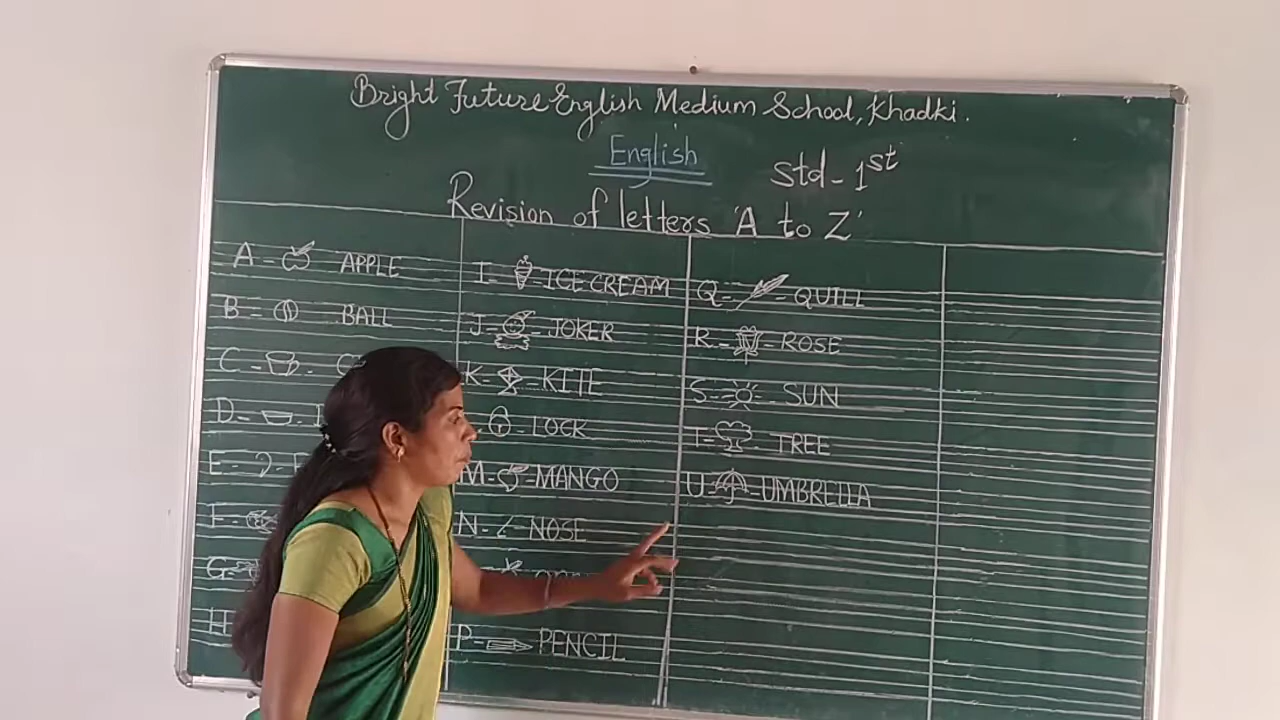 Bright Future English Medium School, Khadki.
English
Std - 1st
Revision of letters 'A to Z'
A - APPLE
B - BALL
C -
D -
E -
F -
G -
H
I - ICE CREAM
J - - JOKER
K - - KITE
- LOCK
M - - MANGO
N - - NOSE
P - - PENCIL
Q - - QUILL
R - - ROSE
S - - SUN
T - - TREE
U - - UMBRELLA